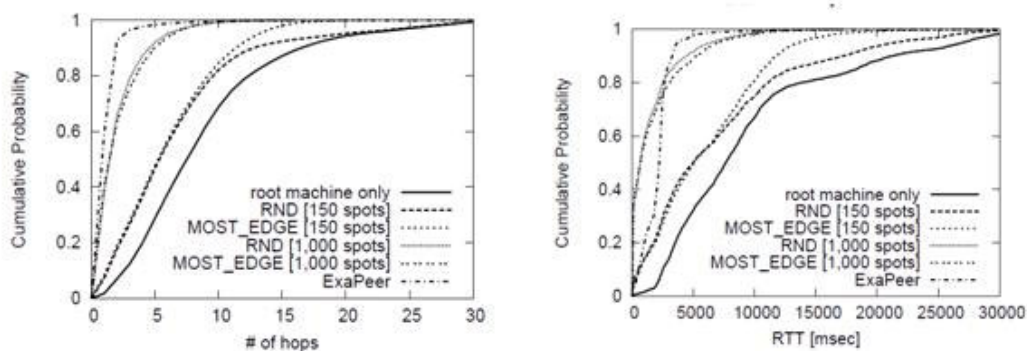 1
0.8
0.6
0.4
0.2
0
Cumulative Probability
root machine only
RND [150 spots]
MOST_EDGE [150 spots]
RND [1,000 spots]
MOST_EDGE [1,000 spots]
ExaPeer
0 5 10 15 20 25 30
# of hops
1
0.8
0.6
0.4
0.2
0
Cumulative Probability
root machine only
RND [150 spots]
MOST_EDGE [150 spots]
RND [1,000 spots]
MOST_EDGE [1,000 spots]
ExaPeer
0 5000 10000 15000 20000 25000 30000
RTT [msec]